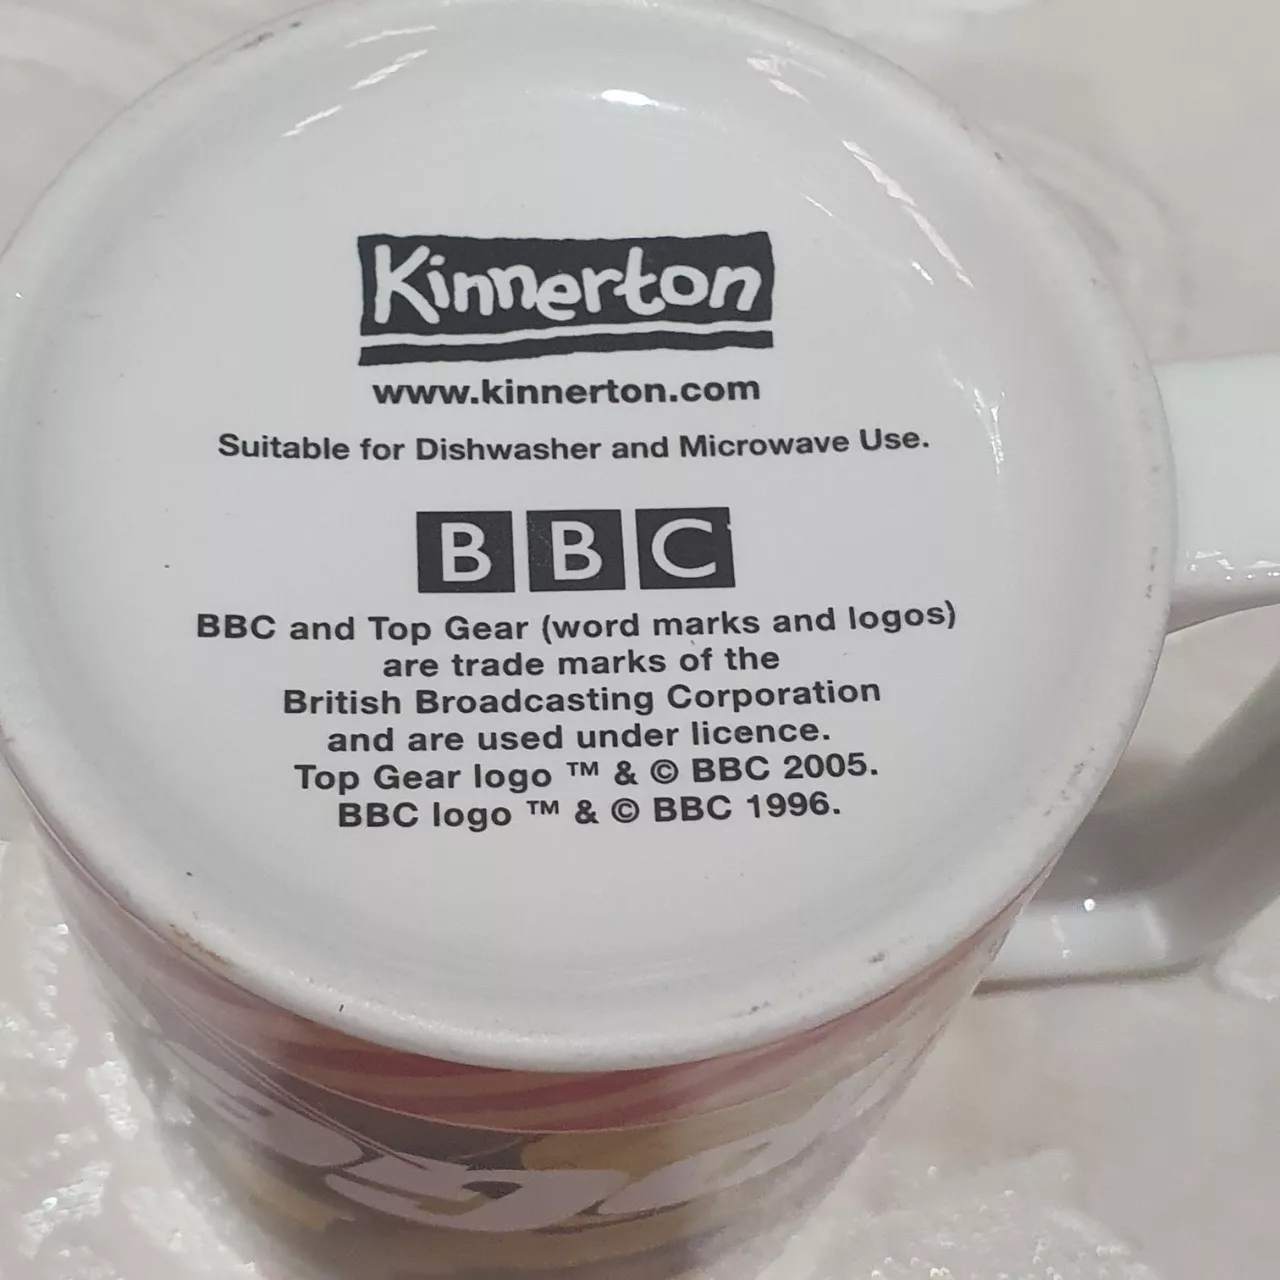 Kinnerton
www.kinnerton.com
Suitable for Dishwasher and Microwave Use.
BBC
BBC and Top Gear (word marks and logos)
are trade marks of the
British Broadcasting Corporation
and are used under licence.
Top Gear logo ™ & © BBC 2005.
BBC logo ™ & © BBC 1996.